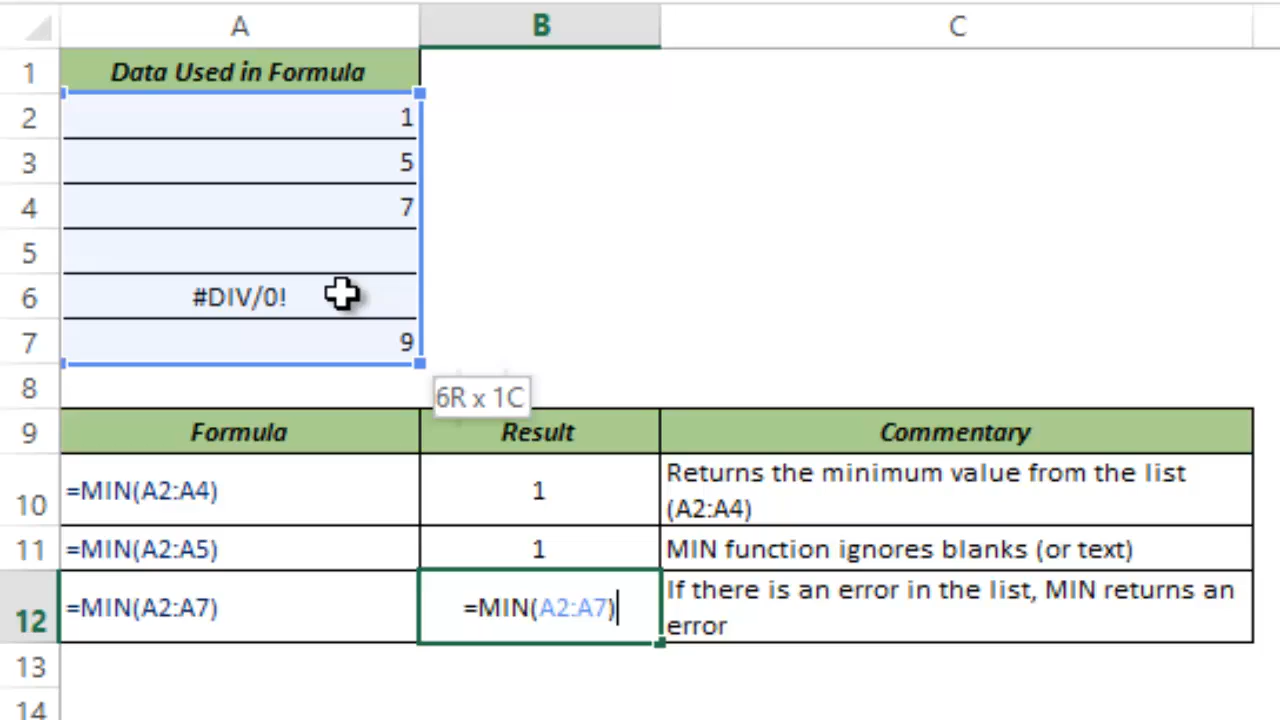 A B C
1 Data Used in Formula
2 1
3 5
4 7
5
6 #DIV/0!
7 9
8 6R x 1C
9 Formula Result Commentary
10 =MIN(A2:A4) 1 Returns the minimum value from the list
(A2:A4)
11 =MIN(A2:A5) 1 MIN function ignores blanks (or text)
12 =MIN(A2:A7) =MIN(A2:A7) If there is an error in the list, MIN returns an
error
13
14